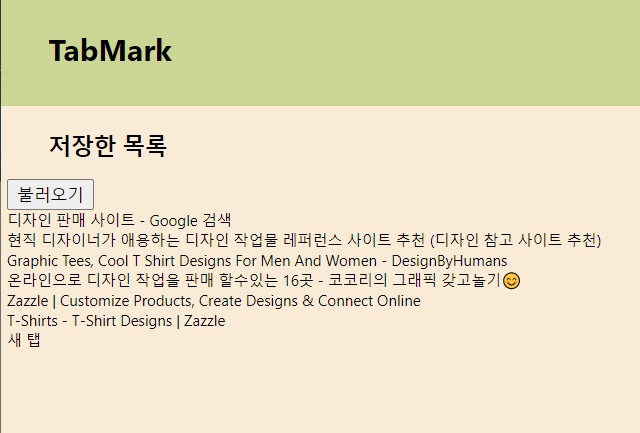 TabMark
저장한 목록
불러오기
디자인 판매 사이트 - Google 검색
현직 디자이너가 애용하는 디자인 작업물 레퍼런스 사이트 추천 (디자인 참고 사이트 추천)
Graphic Tees, Cool T Shirt Designs For Men And Women - DesignByHumans
온라인으로 디자인 작업을 판매 할수있는 16곳 - 코코리의 그래픽 갖고놀기😊
Zazzle | Customize Products, Create Designs & Connect Online
T-Shirts - T-Shirt Designs | Zazzle
새 탭